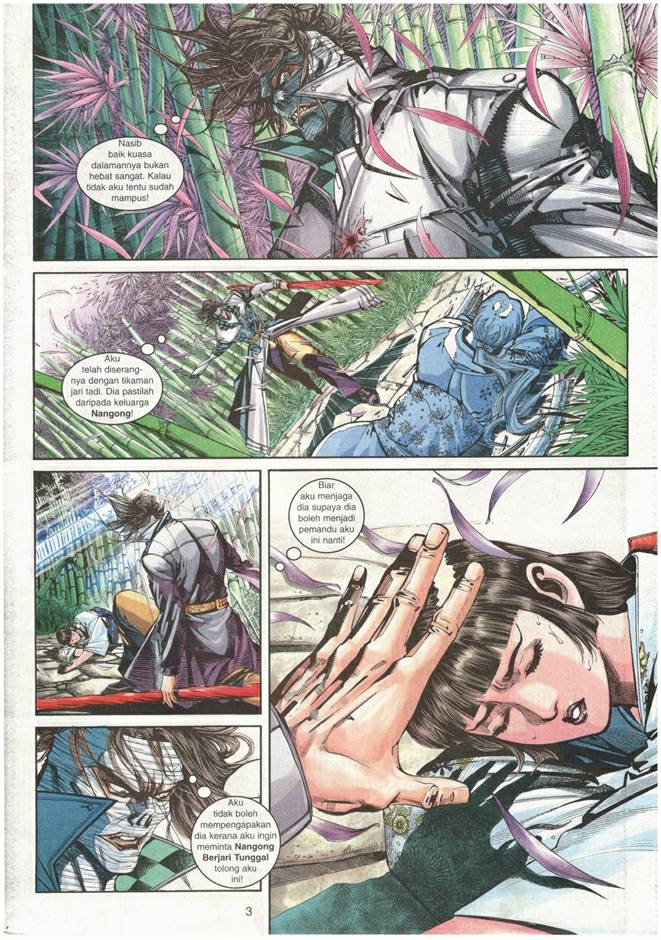 Nasib
baik kuasa
dalamannya bukan
hebat sangat. Kalau
tidak aku tentu sudah
mampus!
Aku
telah diserang-
nya dengan tikaman
jari tadi. Dia pastilah
daripada keluarga
Nangong!
Biar
aku menjaga
dia supaya dia
boleh menjadi
pemandu aku
ini nanti!
Aku
tidak boleh
mempengapakan
dia kerana aku ingin
meminta Nangong
Berjari Tunggal
tolong aku
ini!
3